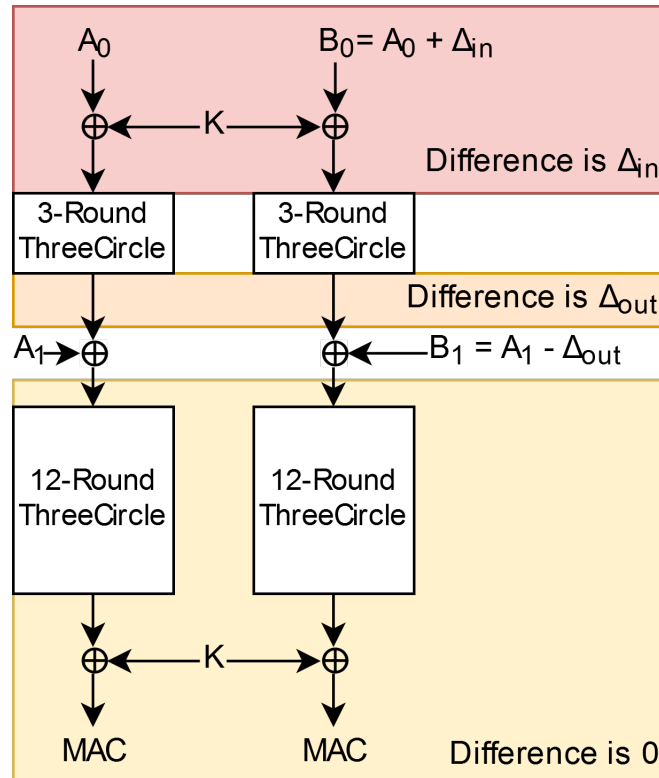 A0 B0= A0 + Δin
K
Difference is Δin
3-Round 3-Round
ThreeCircle ThreeCircle
Difference is Δout
A1 B1 = A1 - Δout
12-Round 12-Round
ThreeCircle ThreeCircle
K
MAC MAC
Difference is 0